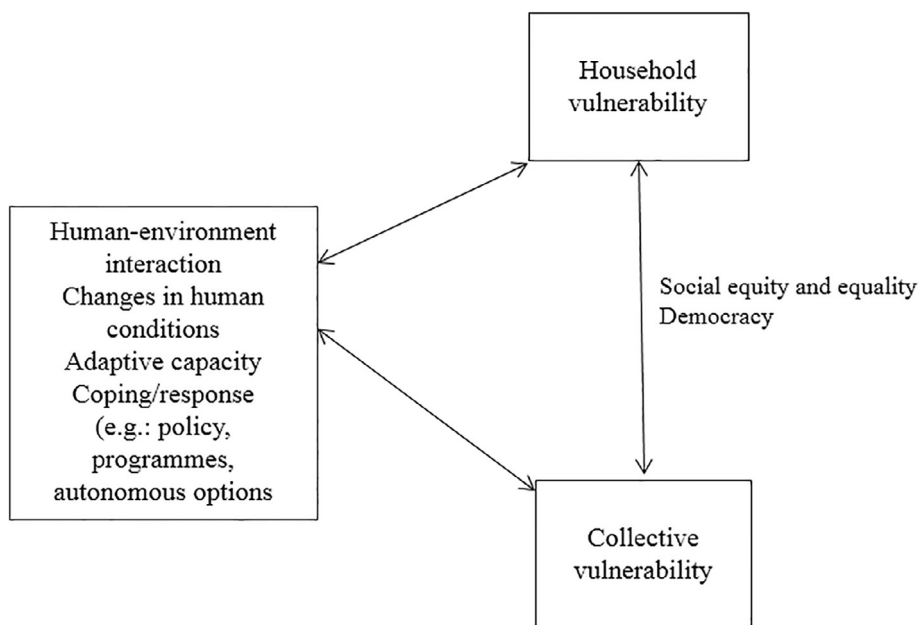 Household
vulnerability
Human-environment
interaction
Changes in human
conditions
Adaptive capacity
Coping/response
(e.g.: policy,
programmes,
autonomous options
Social equity and equality
Democracy
Collective
vulnerability